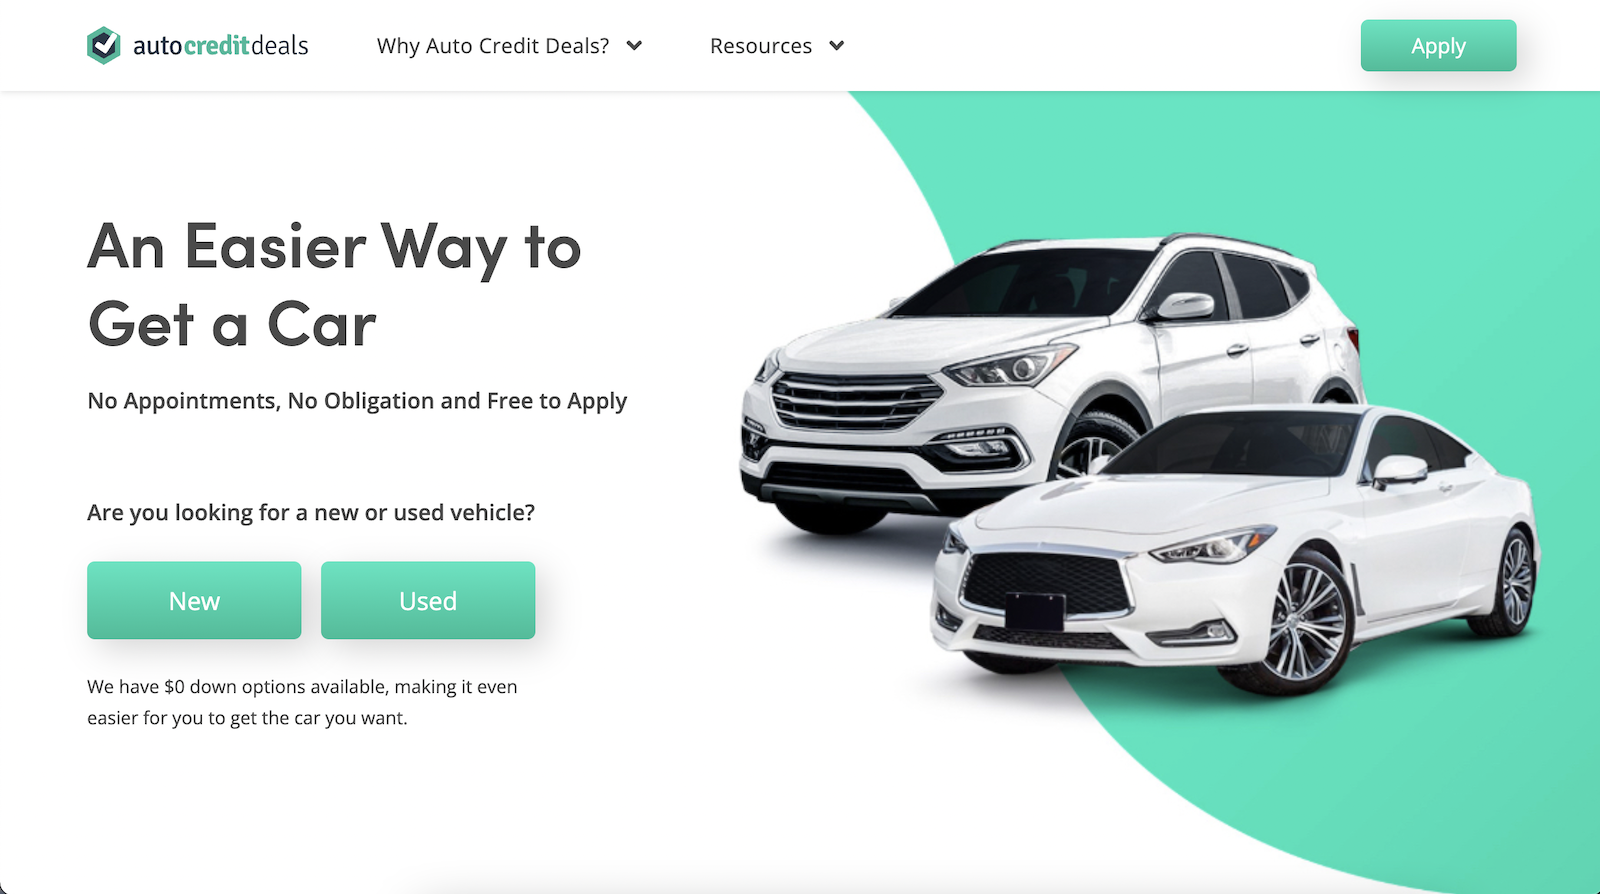 autocreditdeals
Why Auto Credit Deals?
Resources
Apply
An Easier Way to
Get a Car
No Appointments, No Obligation and Free to Apply
Are you looking for a new or used vehicle?
New
Used
We have $0 down options available, making it even
easier for you to get the car you want.